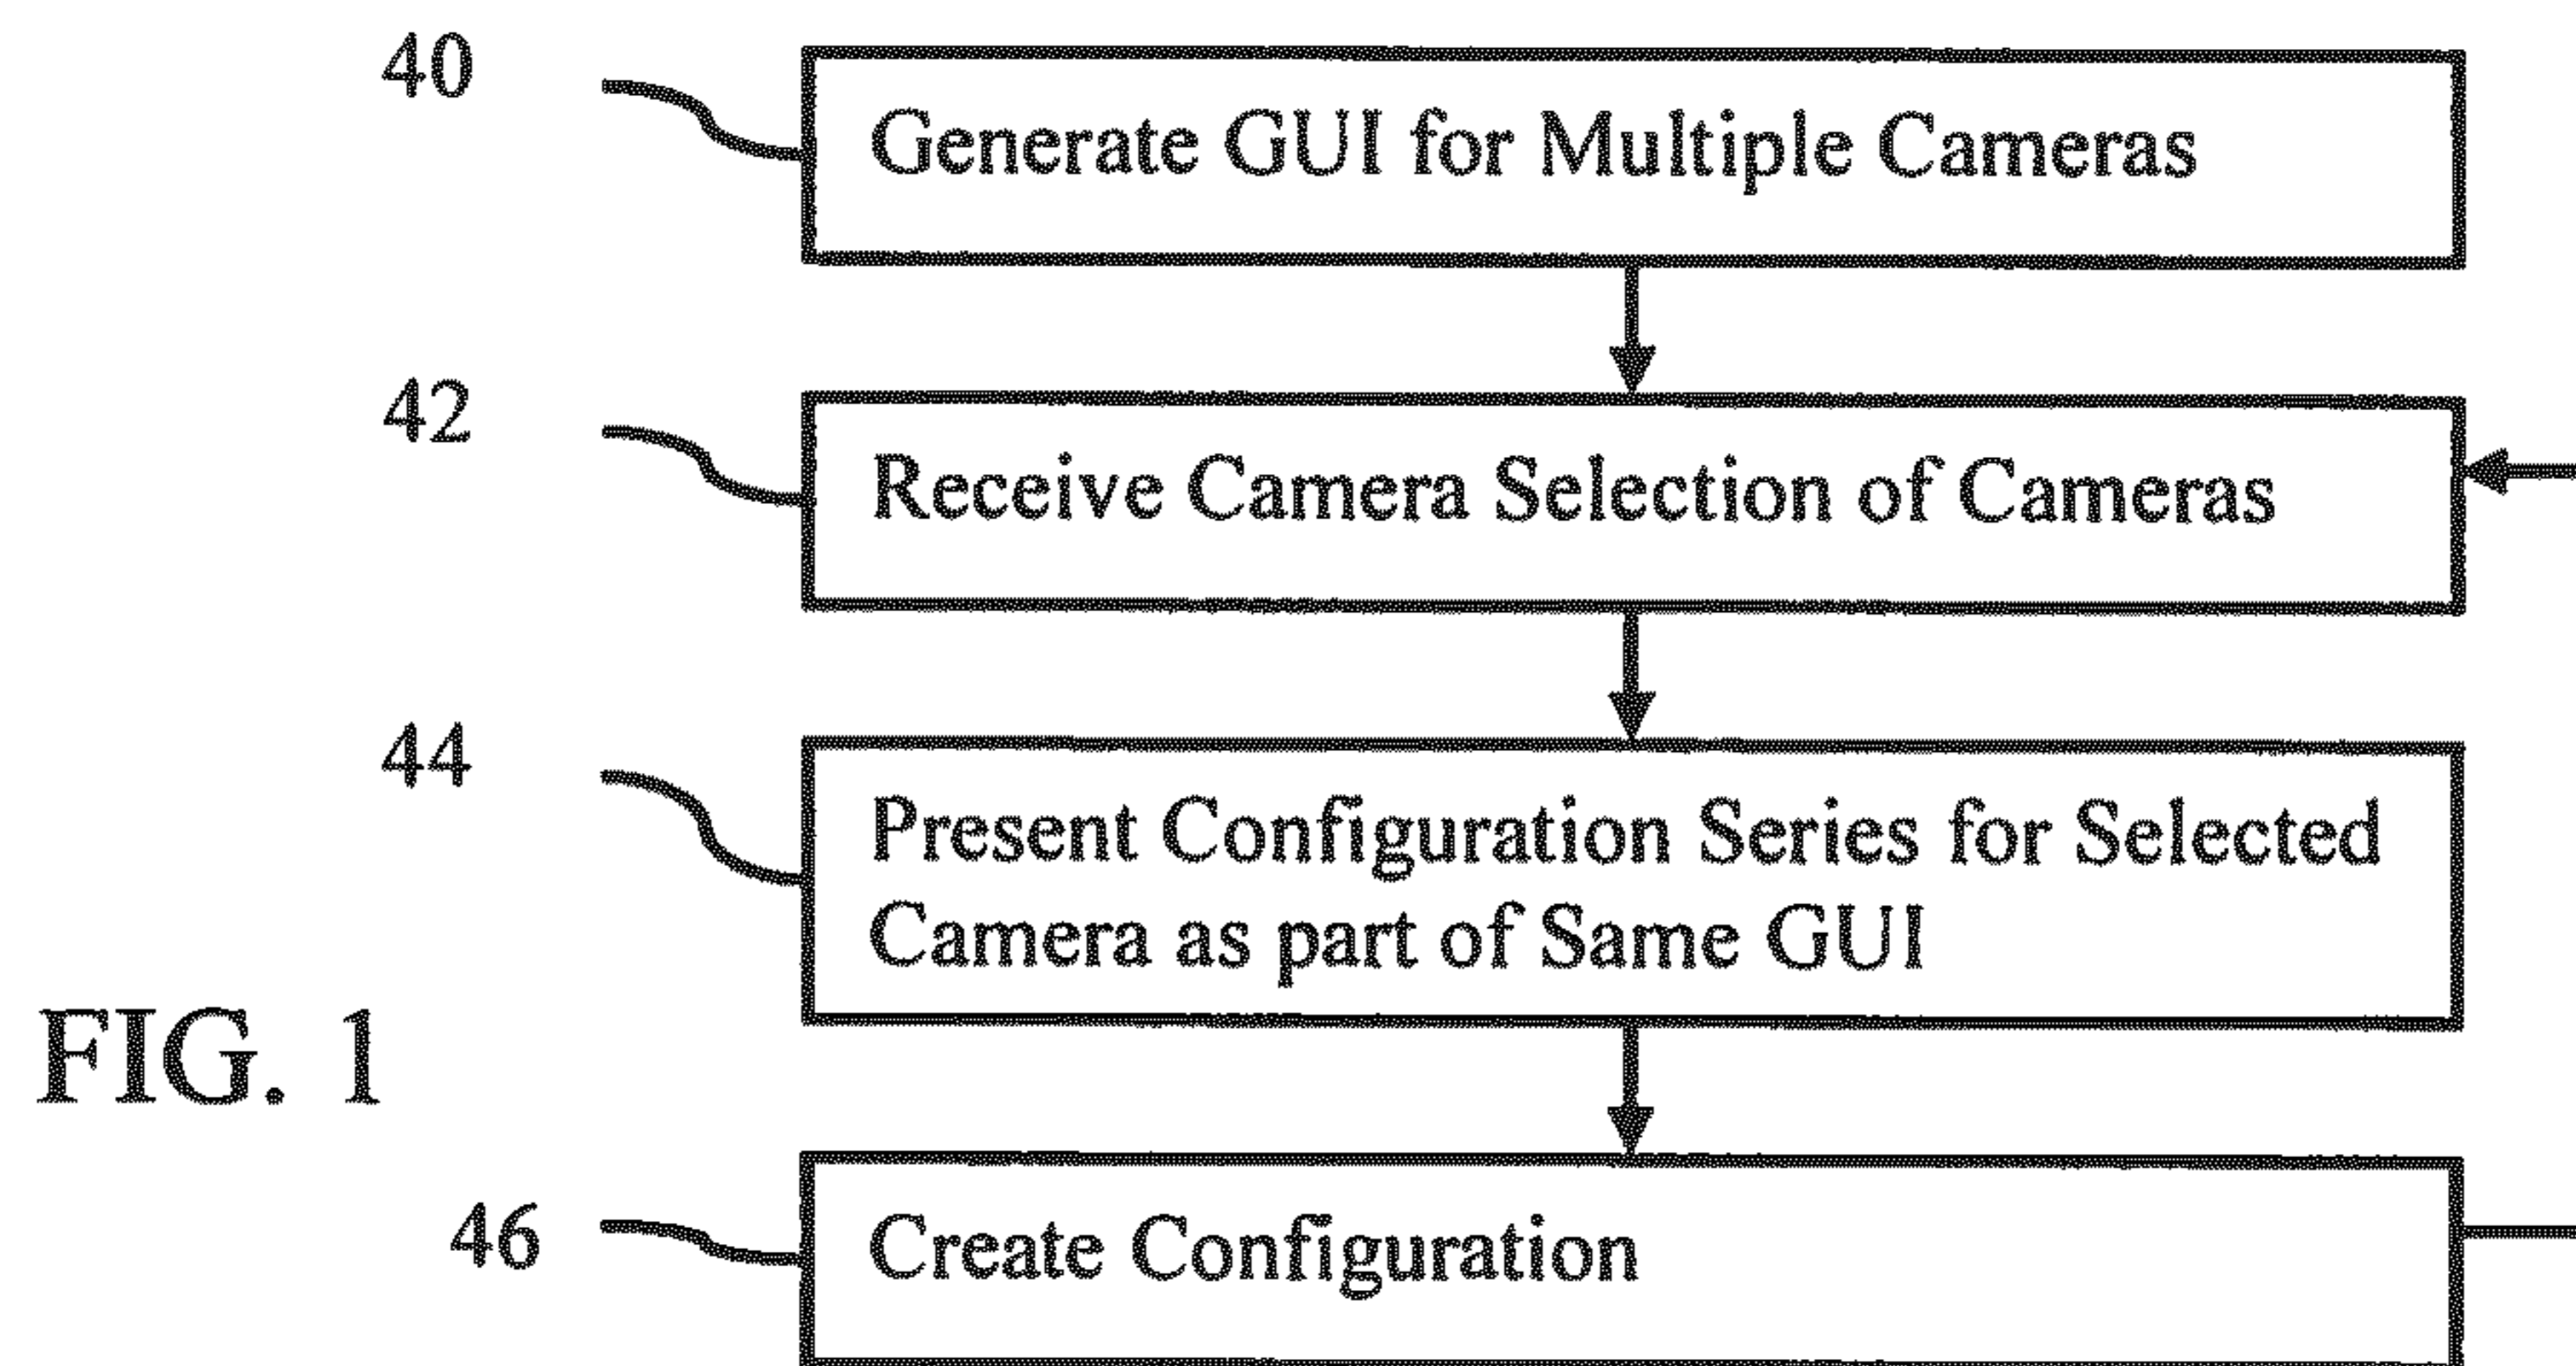 40
Generate GUI for Multiple Cameras
42
Receive Camera Selection of Cameras
44
Present Configuration Series for Selected
Camera as part of Same GUI
FIG. 1
46
Create Configuration